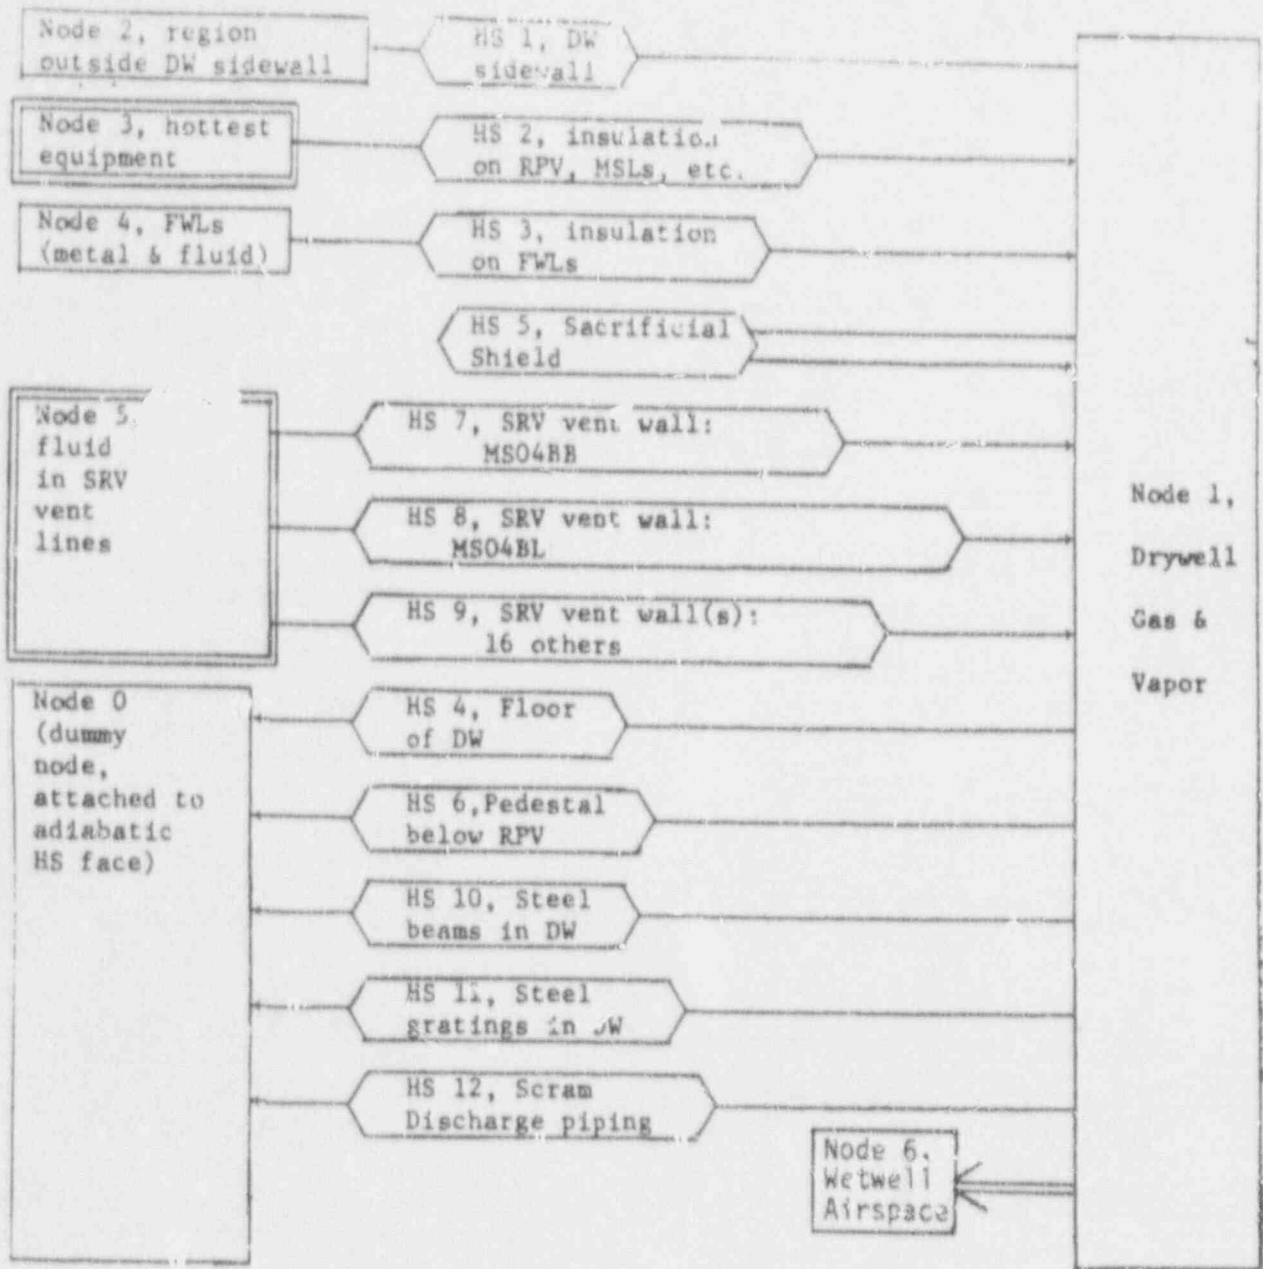 Node 2, region
outside DW sidewall
HS 1, DW
sidewall
Node 3, hottest
equipment
HS 2, insulation
on RPV, MSLs, etc.
Node 4, FWLs
(metal & fluid)
HS 3, insulation
on FWLs
HS 5, Sacrificial
Shield
Node 5,
fluid
in SRV
vent
lines
HS 7, SRV vent wall:
MS04BB
HS 8, SRV vent wall:
MS04BL
HS 9, SRV vent wall(s):
16 others
Node 1,
Drywell
Gas &
Vapor
Node 0
(dummy
node,
attached to
adiabatic
HS face)
HS 4, Floor
of DW
HS 6,Pedestal
below RPV
HS 10, Steel
beams in DW
HS 11, Steel
gratings in DW
HS 12, Scram
Discharge piping
Node 6.
Wetwell
Airspace